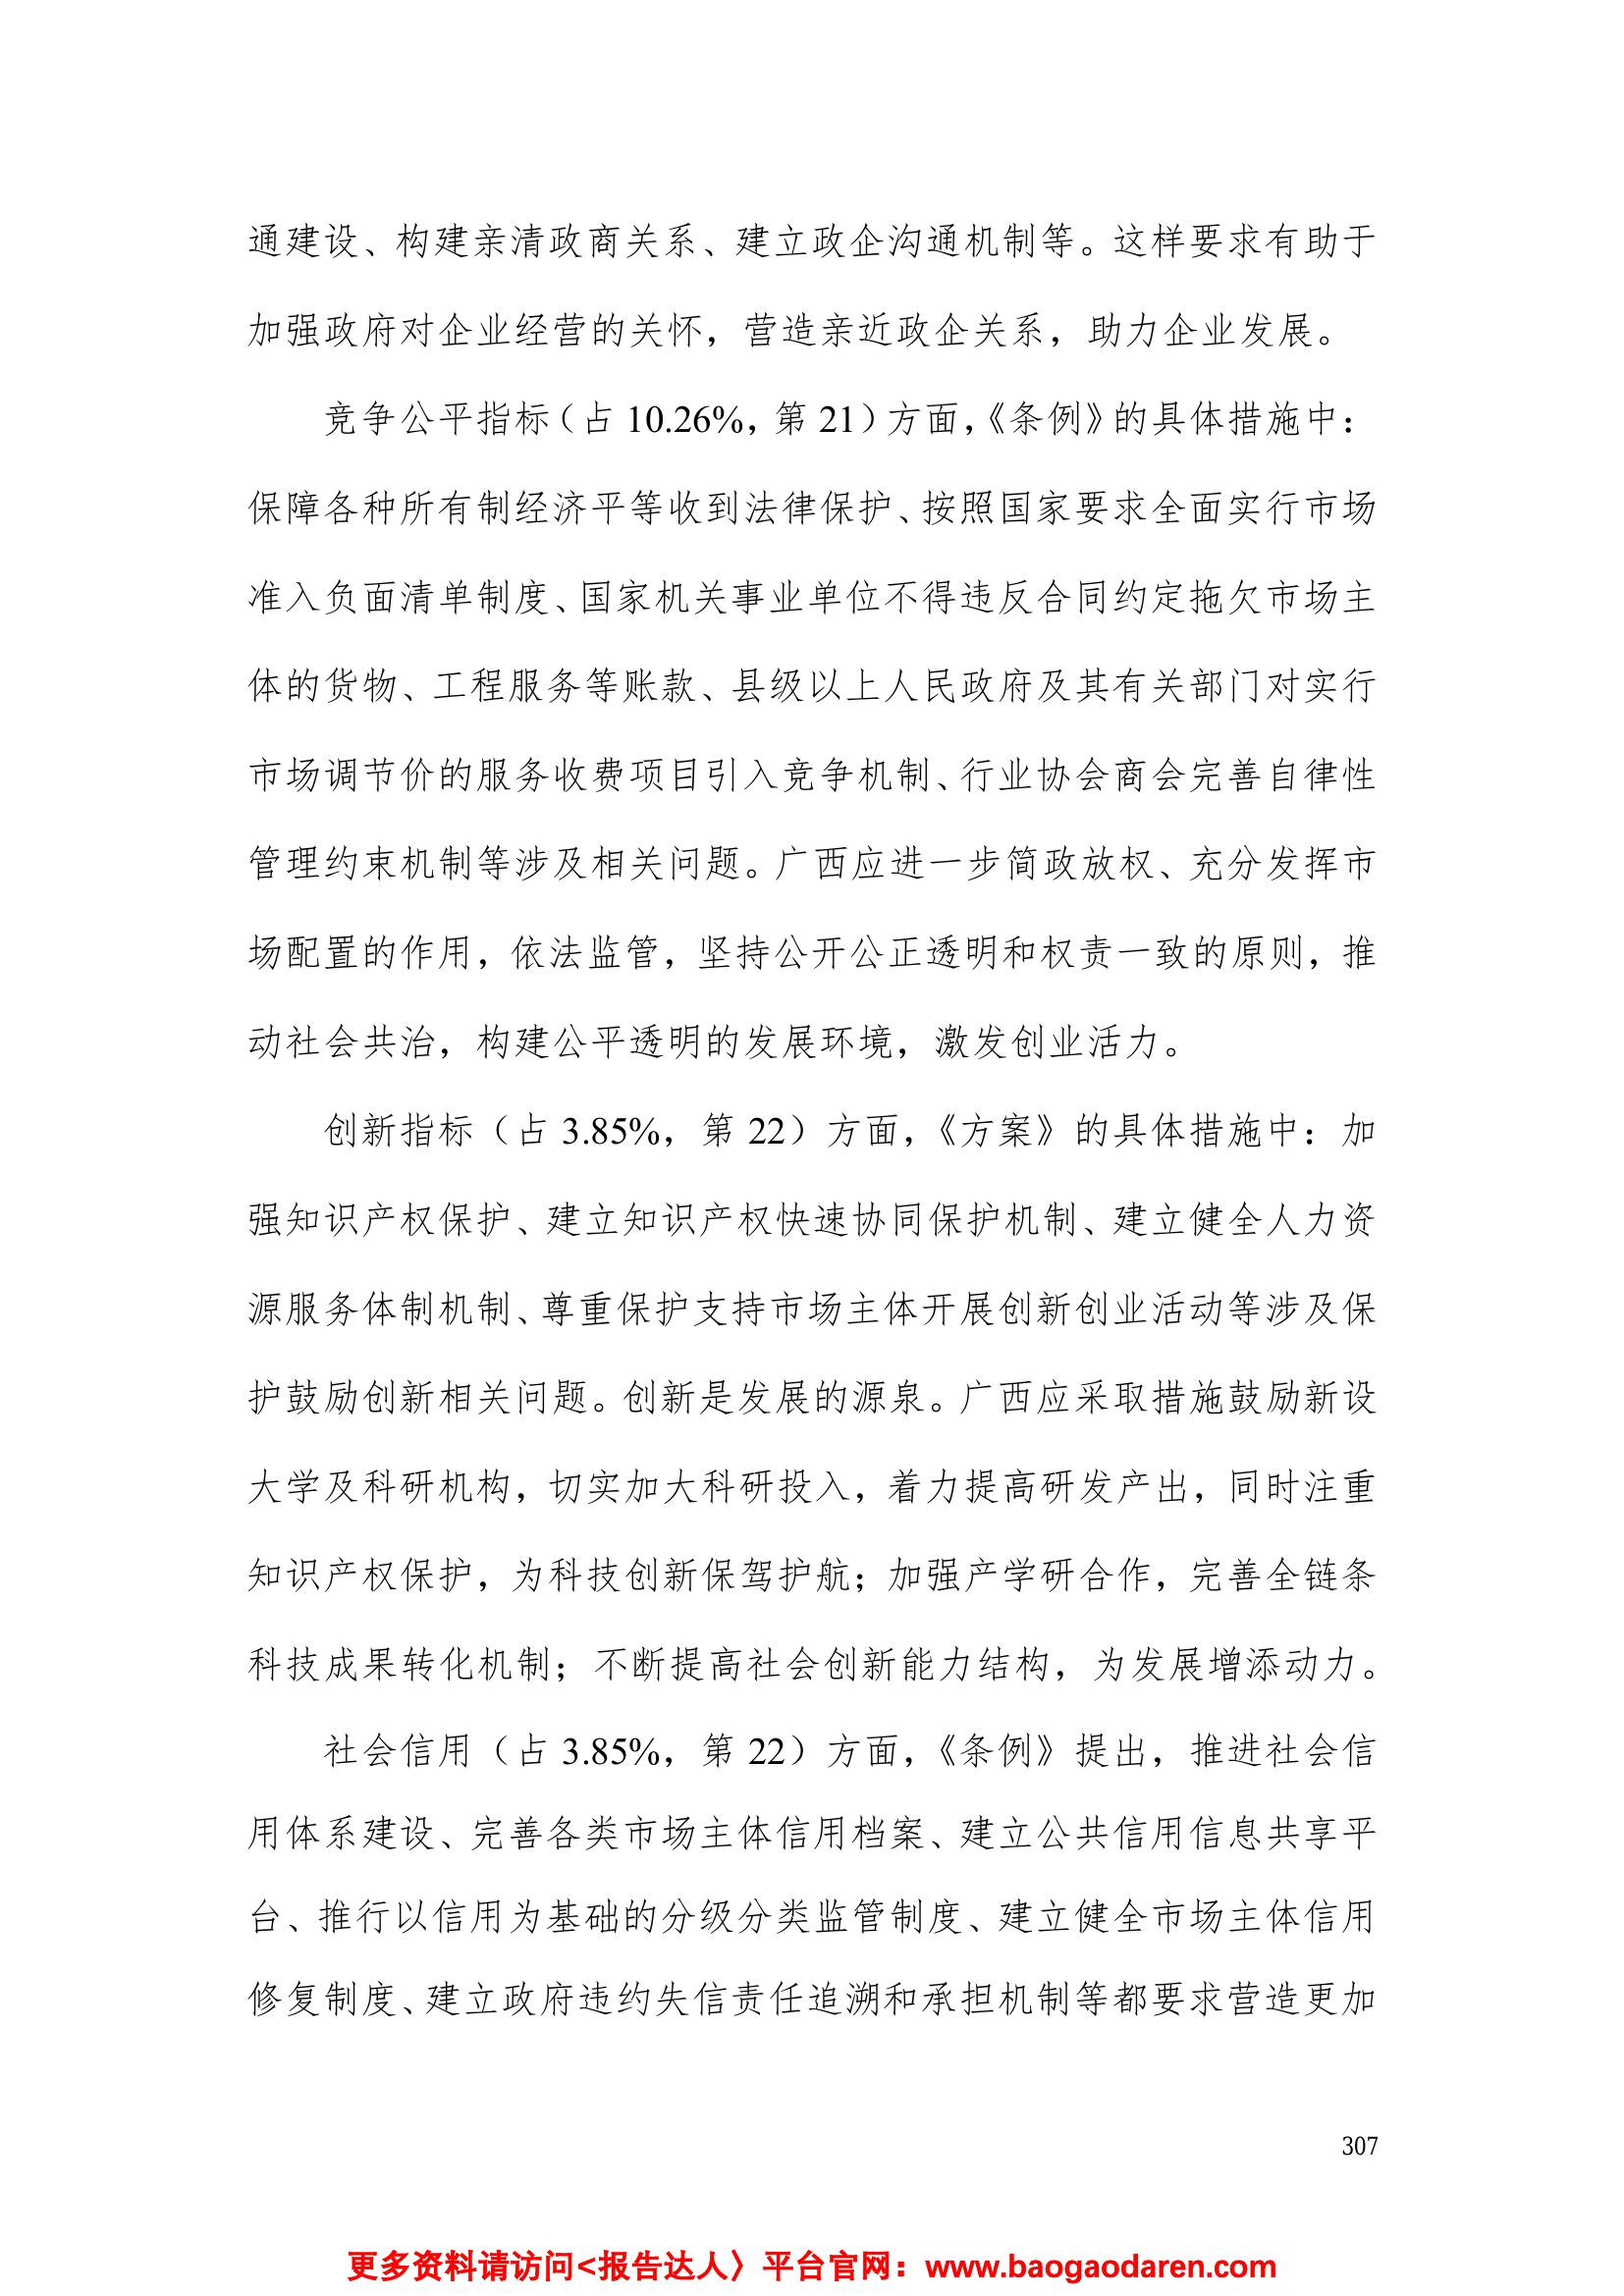 通建设、构建亲清政商关系、建立政企沟通机制等。这样要求有助于
加强政府对企业经营的关怀，营造亲近政企关系，助力企业发展。
竞争公平指标（占 10.26%，第 21）方面，《条例》的具体措施中：
保障各种所有制经济平等收到法律保护、按照国家要求全面实行市场
准入负面清单制度、国家机关事业单位不得违反合同约定拖欠市场主
体的货物、工程服务等账款、县级以上人民政府及其有关部门对实行
市场调节价的服务收费项目引入竞争机制、行业协会商会完善自律性
管理约束机制等涉及相关问题。广西应进一步简政放权、充分发挥市
场配置的作用，依法监管，坚持公开公正透明和权责一致的原则，推
动社会共治，构建公平透明的发展环境，激发创业活力。
创新指标（占 3.85%，第 22）方面，《方案》的具体措施中：加
强知识产权保护、建立知识产权快速协同保护机制、建立健全人力资
源服务体制机制、尊重保护支持市场主体开展创新创业活动等涉及保
护鼓励创新相关问题。创新是发展的源泉。广西应采取措施鼓励新设
大学及科研机构，切实加大科研投入，着力提高研发产出，同时注重
知识产权保护，为科技创新保驾护航；加强产学研合作，完善全链条
科技成果转化机制；不断提高社会创新能力结构，为发展增添动力。
社会信用（占 3.85%，第 22）方面，《条例》提出，推进社会信
用体系建设、完善各类市场主体信用档案、建立公共信用信息共享平
台、推行以信用为基础的分级分类监管制度、建立健全市场主体信用
修复制度、建立政府违约失信责任追溯和承担机制等都要求营造更加
307
更多资料请访问<报告达人〉平台官网：www.baogaodaren.com